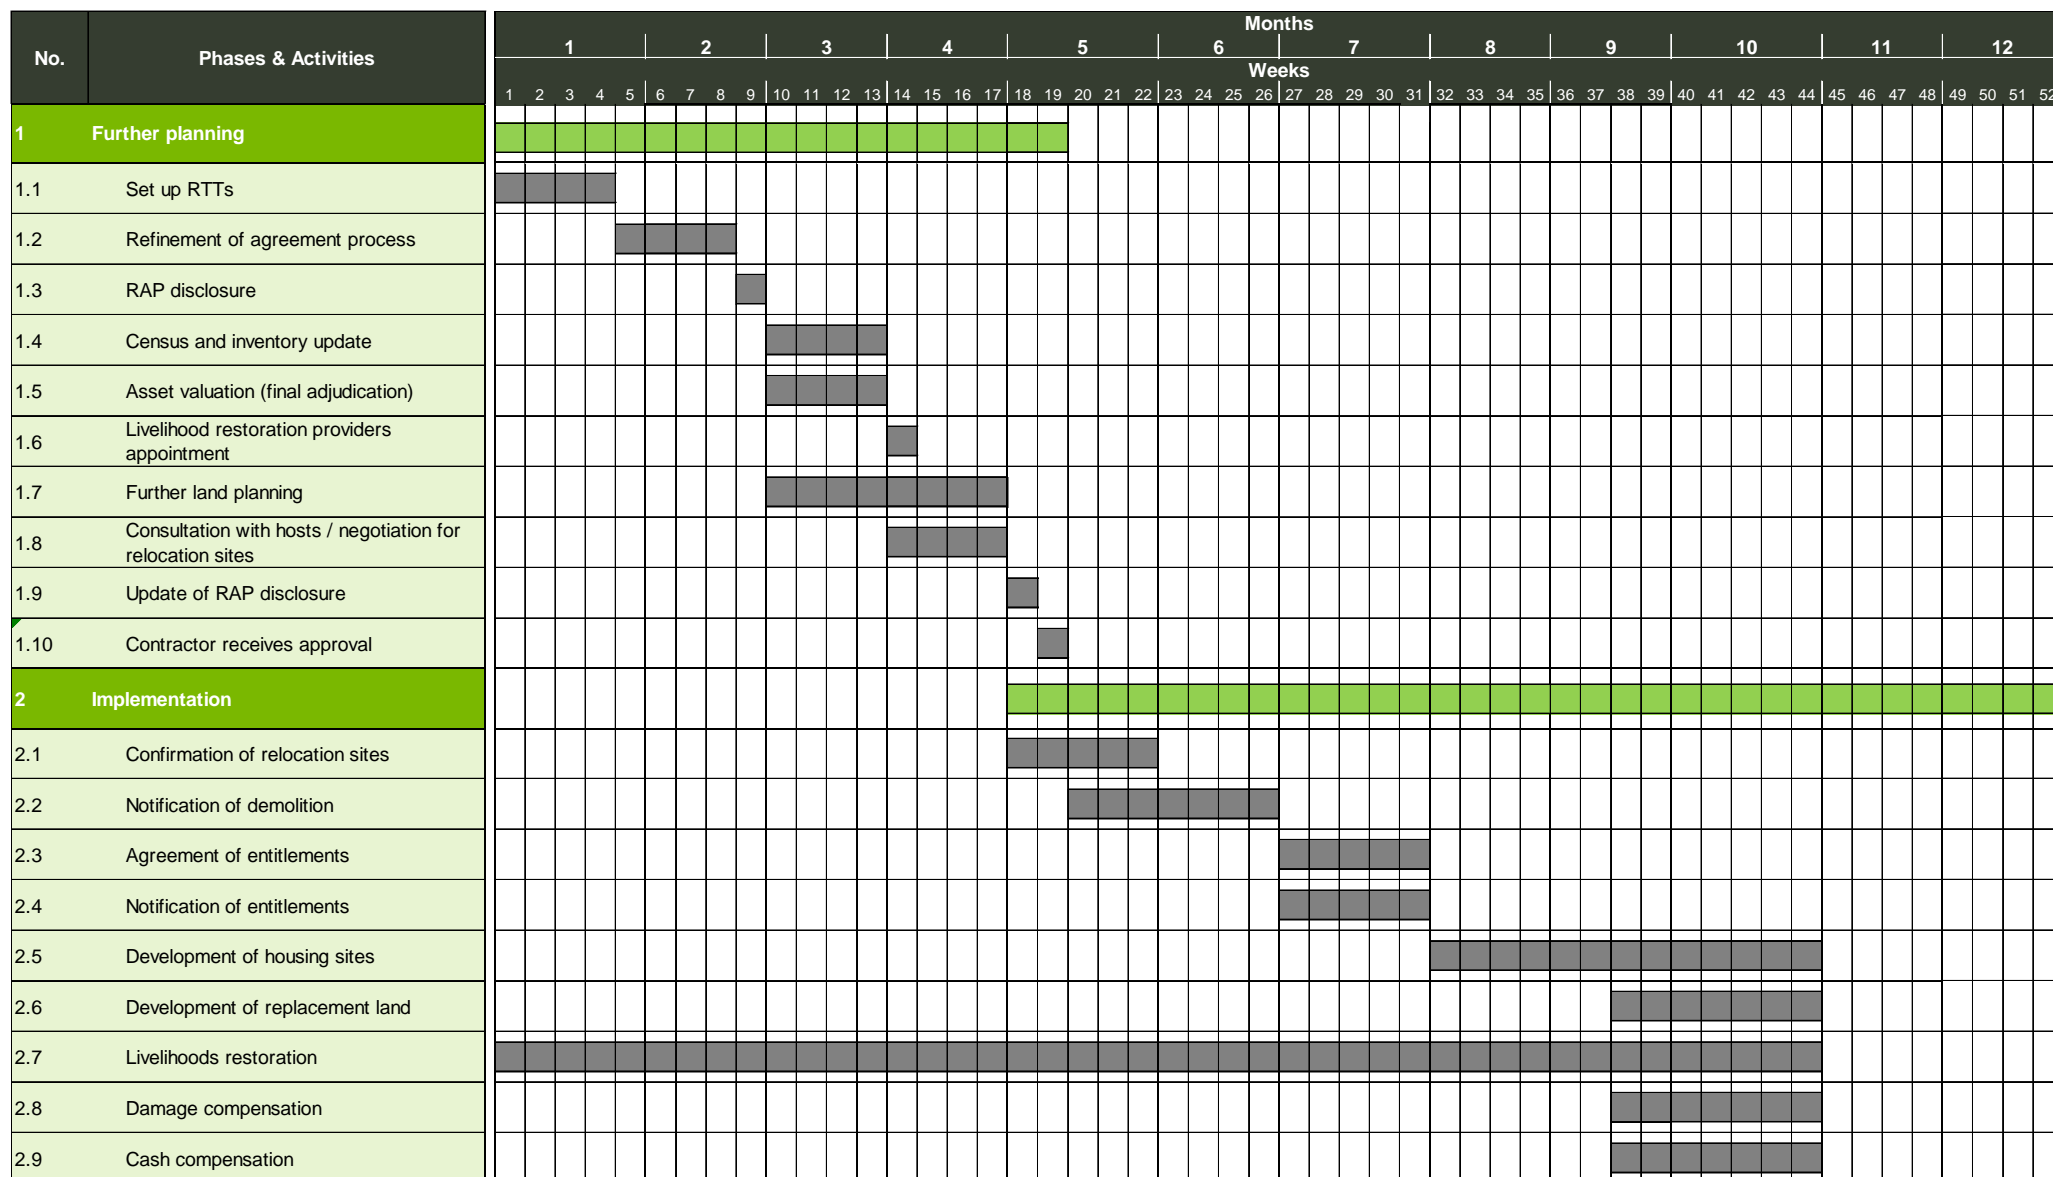 Months
No. Phases & Activities 1 2 3 4 5 6 7 8 9 10 11 12
Weeks
1 2 3 4 5 6 7 8 9 10 11 12 13 14 15 16 17 18 19 20 21 22 23 24 25 26 27 28 29 30 31 32 33 34 35 36 37 38 39 40 41 42 43 44 45 46 47 48 49 50 51 52
1 Further planning
1.1 Set up RTTs
1.2 Refinement of agreement process
1.3 RAP disclosure
1.4 Census and inventory update
1.5 Asset valuation (final adjudication)
1.6 Livelihood restoration providers
appointment
1.7 Further land planning
1.8 Consultation with hosts / negotiation for
relocation sites
1.9 Update of RAP disclosure
1.10 Contractor receives approval
2 Implementation
2.1 Confirmation of relocation sites
2.2 Notification of demolition
2.3 Agreement of entitlements
2.4 Notification of entitlements
2.5 Development of housing sites
2.6 Development of replacement land
2.7 Livelihoods restoration
2.8 Damage compensation
2.9 Cash compensation